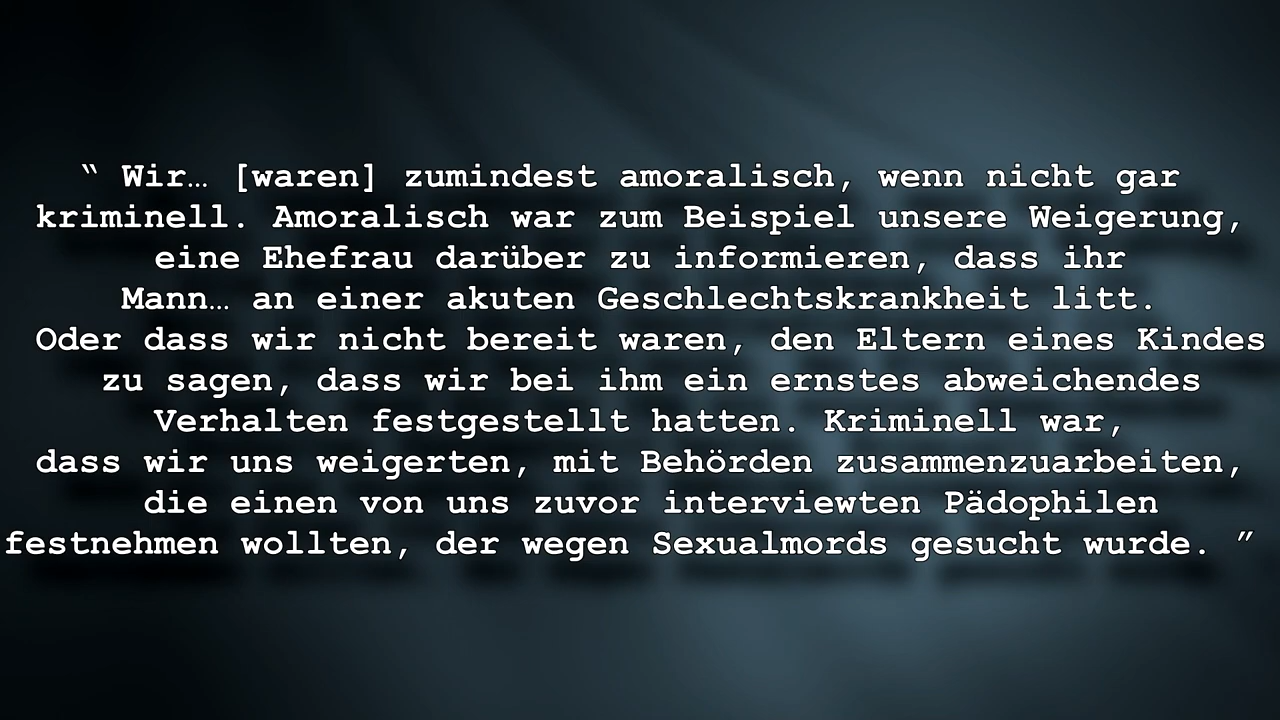 “ Wir… [waren] zumindest amoralisch, wenn nicht gar
kriminell. Amoralisch war zum Beispiel unsere Weigerung,
eine Ehefrau darüber zu informieren, dass ihr
Mann… an einer akuten Geschlechtskrankheit litt.
Oder dass wir nicht bereit waren, den Eltern eines Kindes
zu sagen, dass wir bei ihm ein ernstes abweichendes
Verhalten festgestellt hatten. Kriminell war,
dass wir uns weigerten, mit Behörden zusammenzuarbeiten,
die einen von uns zuvor interviewten Pädophilen
festnehmen wollten, der wegen Sexualmords gesucht wurde. ”